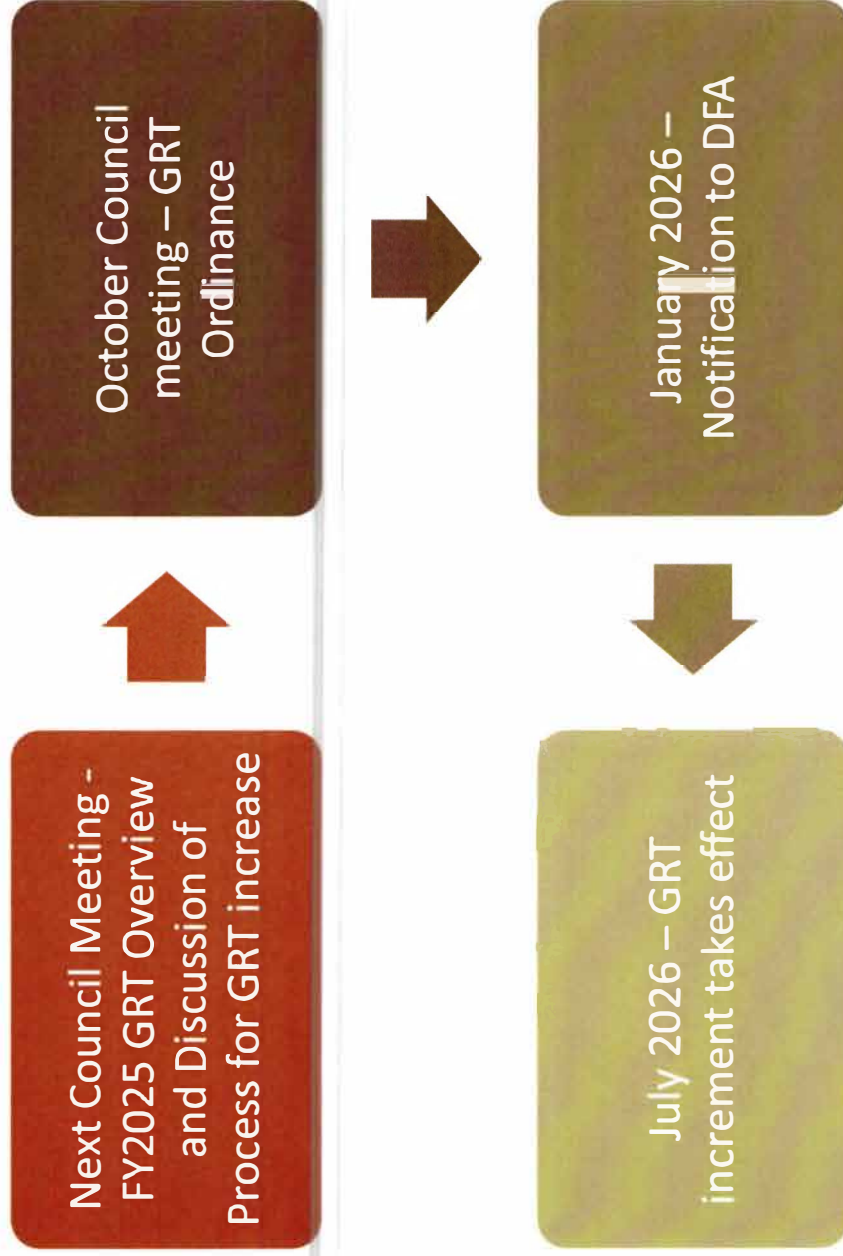 Next Council Meeting -
FY2025 GRT Overview
and Discussion of
Process for GRT increase
October Council
meeting – GRT
Ordinance
January 2026 –
Notification to DFA
July 2026 – GRT
increment takes effect